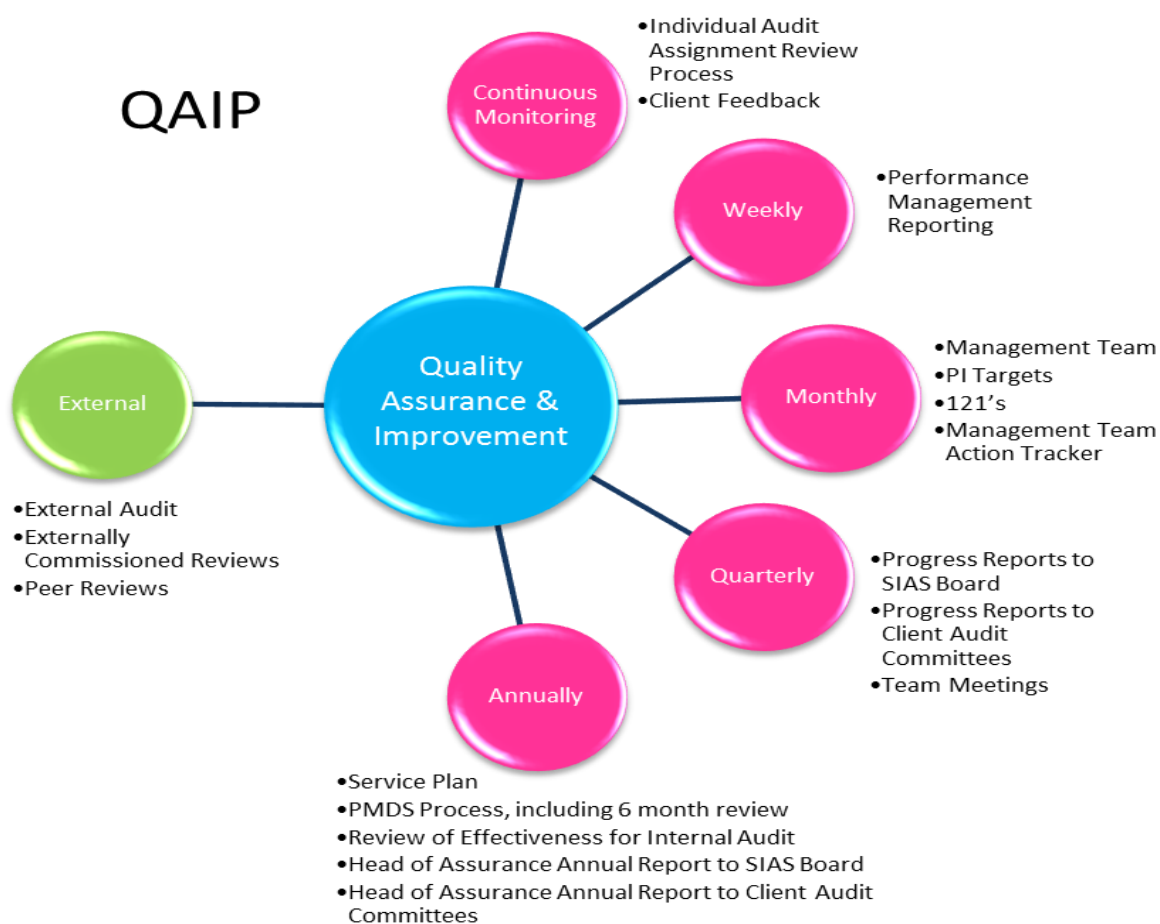 QAIP
Continuous
Monitoring
•Individual Audit
Assignment Review
Process
•Client Feedback
Weekly
•Performance
Management
Reporting
Monthly
•Management Team
•PI Targets
•121’s
•Management Team
Action Tracker
Quality
Assurance &
Improvement
External
•External Audit
•Externally
Commissioned Reviews
•Peer Reviews
Quarterly
•Progress Reports to
SIAS Board
•Progress Reports to
Client Audit
Committees
•Team Meetings
Annually
•Service Plan
•PMDS Process, including 6 month review
•Review of Effectiveness for Internal Audit
•Head of Assurance Annual Report to SIAS Board
•Head of Assurance Annual Report to Client Audit
Committees